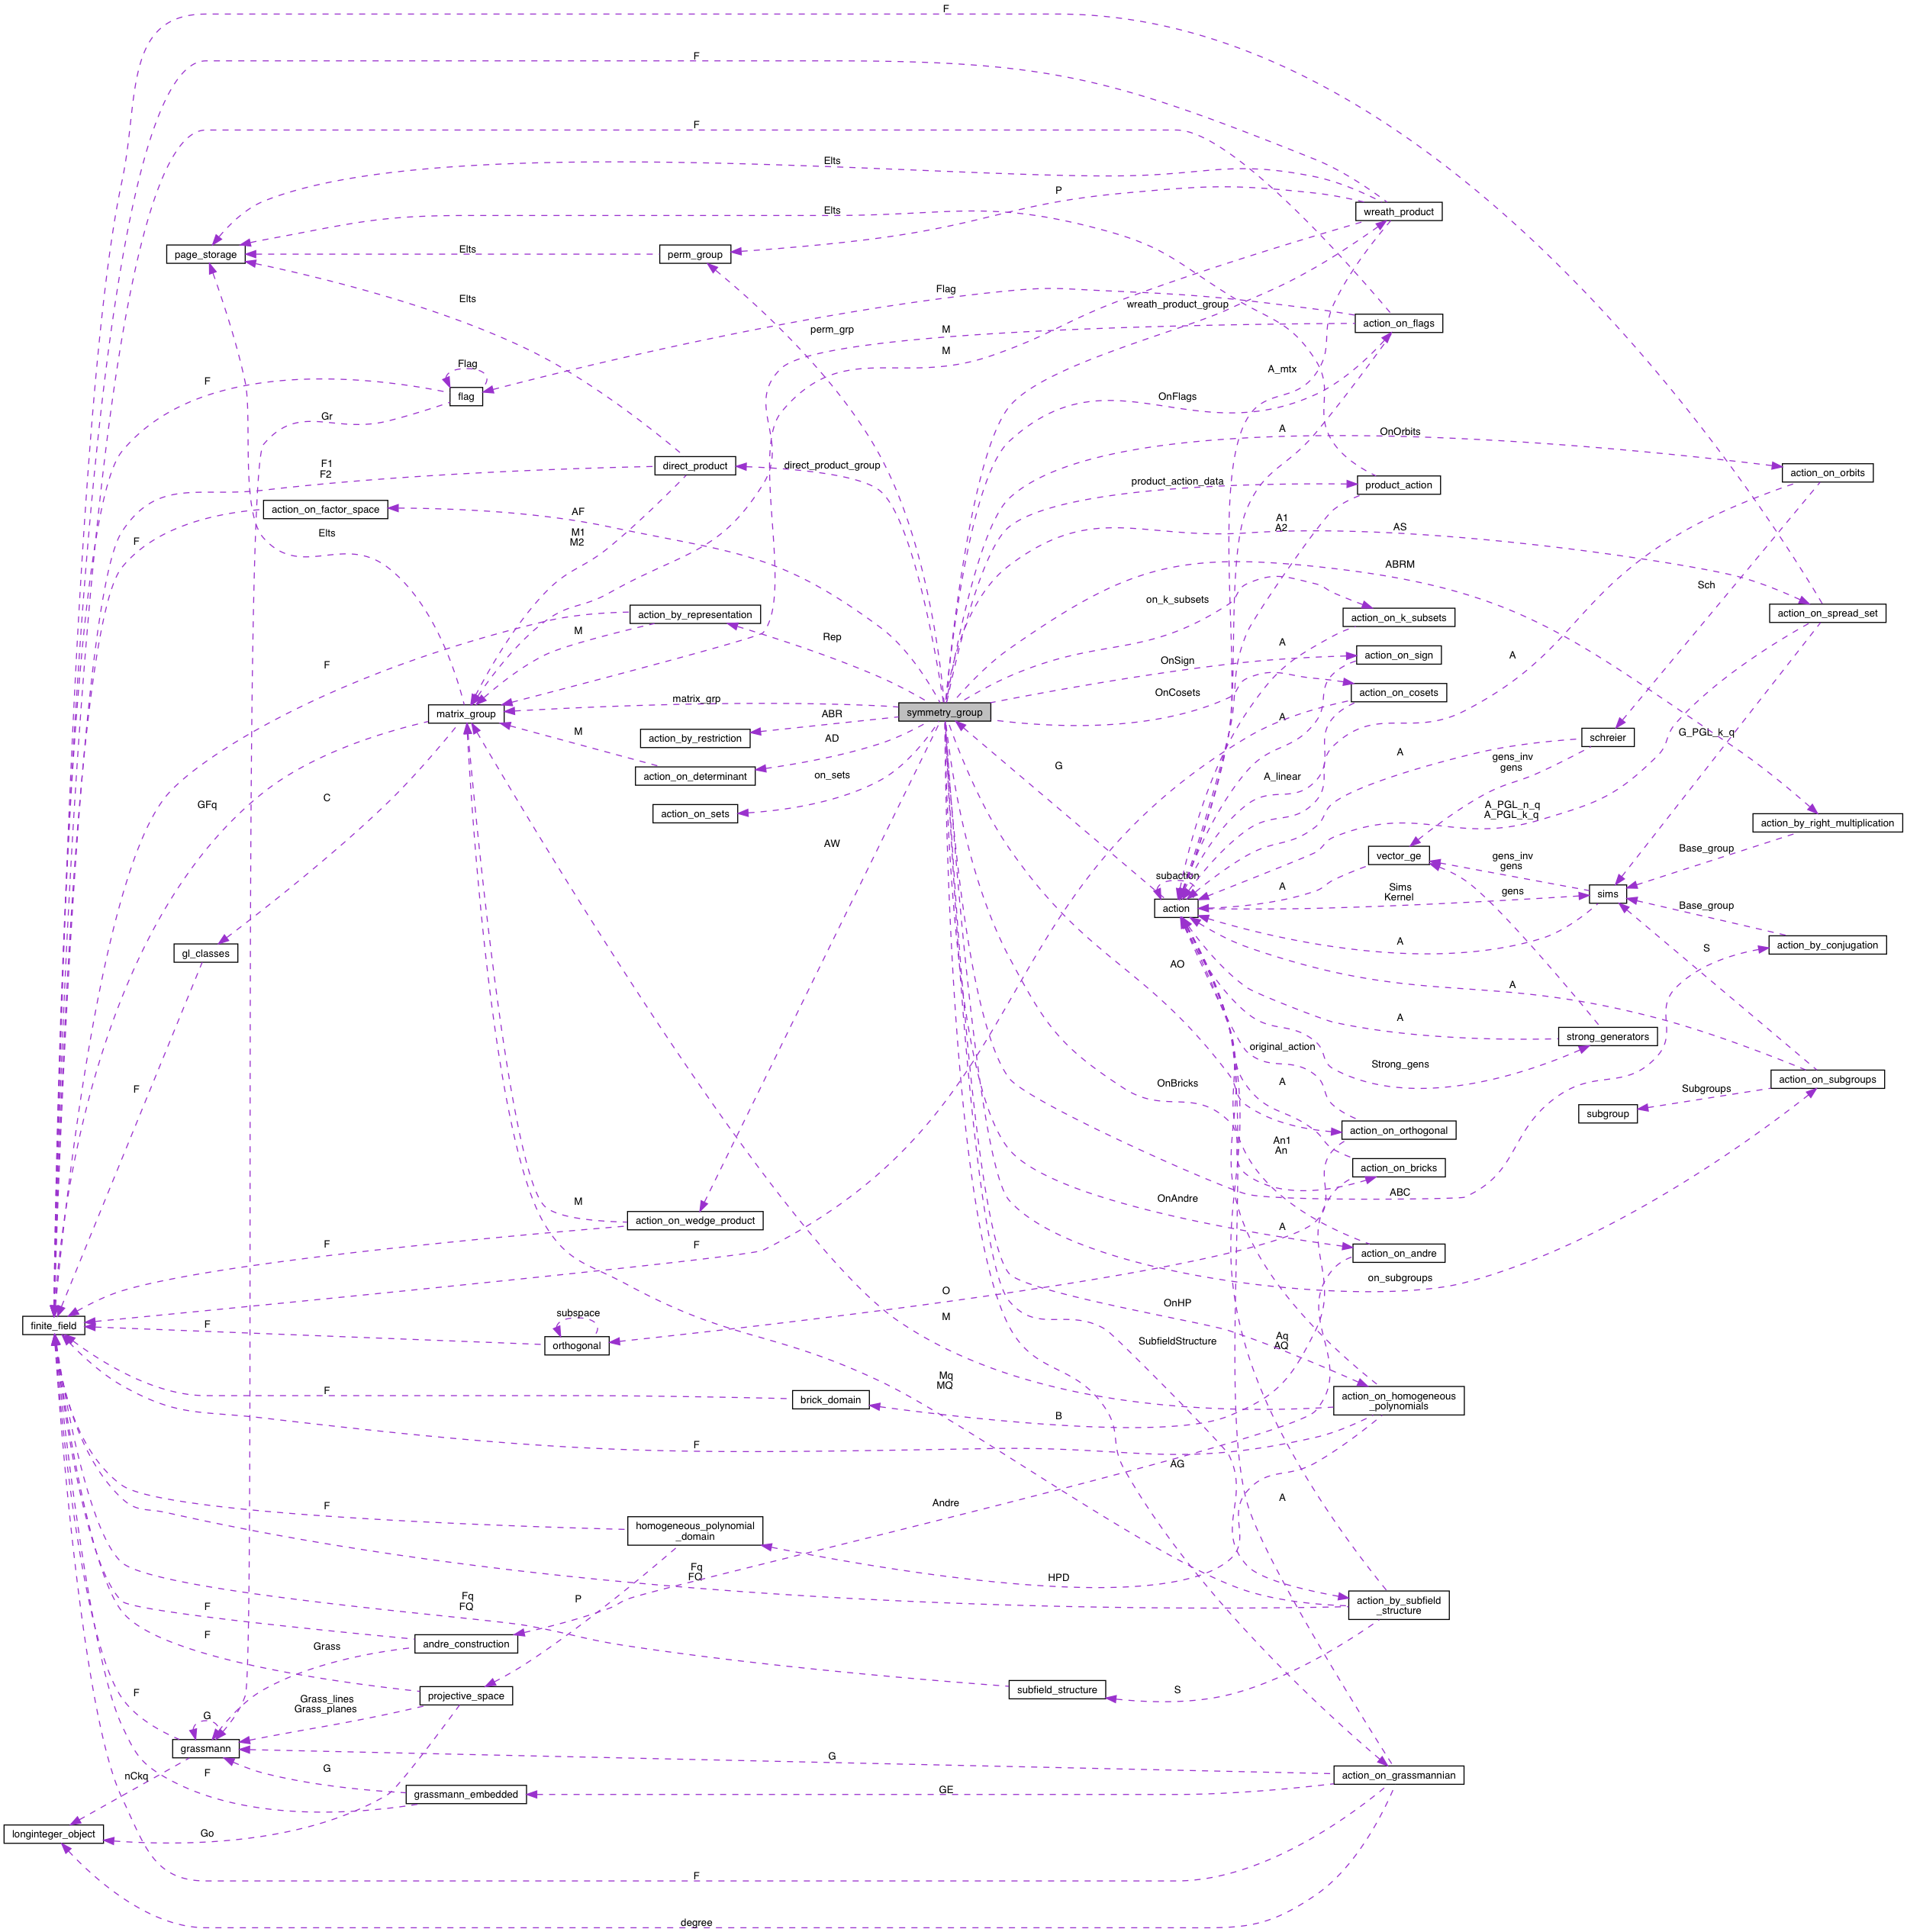 F
F
F
Elts
P
wreath_product
Elts
page_storage
Elts
perm_group
Flag
Elts
wreath_product_group
action_on_flags
perm_grp
M
M
Flag
A_mtx
F
flag
OnFlags
Gr
A
OnOrbits
F1
F2
direct_product
direct_product_group
action_on_orbits
product_action_data
product_action
action_on_factor_space
AF
A1
A2
AS
F
Elts
M1
M2
ABRM
Sch
on_k_subsets
action_by_representation
action_on_k_subsets
action_on_spread_set
M
Rep
A
action_on_sign
A
F
OnSign
OnCosets
action_on_cosets
matrix_grp
matrix_group
symmetry_group
ABR
A
M
action_by_restriction
AD
schreier
G_PGL_k_q
A
gens_inv
gens
G
action_on_determinant
on_sets
A_linear
GFq
C
action_on_sets
A_PGL_n_q
A_PGL_k_q
action_by_right_multiplication
AW
vector_ge
Base_group
gens_inv
gens
subaction
A
Sims
Kernel
gens
sims
action
Base_group
A
action_by_conjugation
S
gl_classes
AO
A
A
strong_generators
original_action
Strong_gens
action_on_subgroups
OnBricks
A
Subgroups
F
subgroup
action_on_orthogonal
An1
An
action_on_bricks
ABC
M
OnAndre
action_on_wedge_product
A
F
F
action_on_andre
on_subgroups
O
OnHP
subspace
M
F
finite_field
orthogonal
SubfieldStructure
Aq
AQ
Mq
MQ
F
brick_domain
action_on_homogeneous
_polynomials
B
F
AG
A
F
Andre
homogeneous_polynomial
_domain
Fq
FQ
HPD
Fq
FQ
P
F
action_by_subfield
_structure
F
andre_construction
Grass
F
Grass_lines
Grass_planes
projective_space
subfield_structure
S
G
grassmann
G
action_on_grassmannian
nCkq
F
G
grassmann_embedded
GE
longinteger_object
Go
F
degree